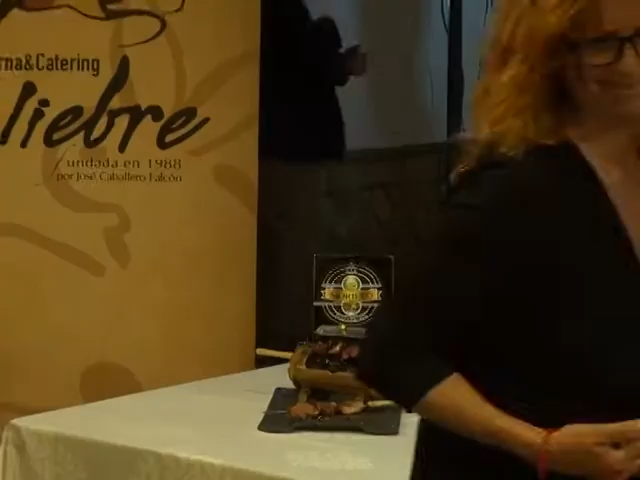 rna&Catering
liebre
undada en 1988
por José Caballero Falcón